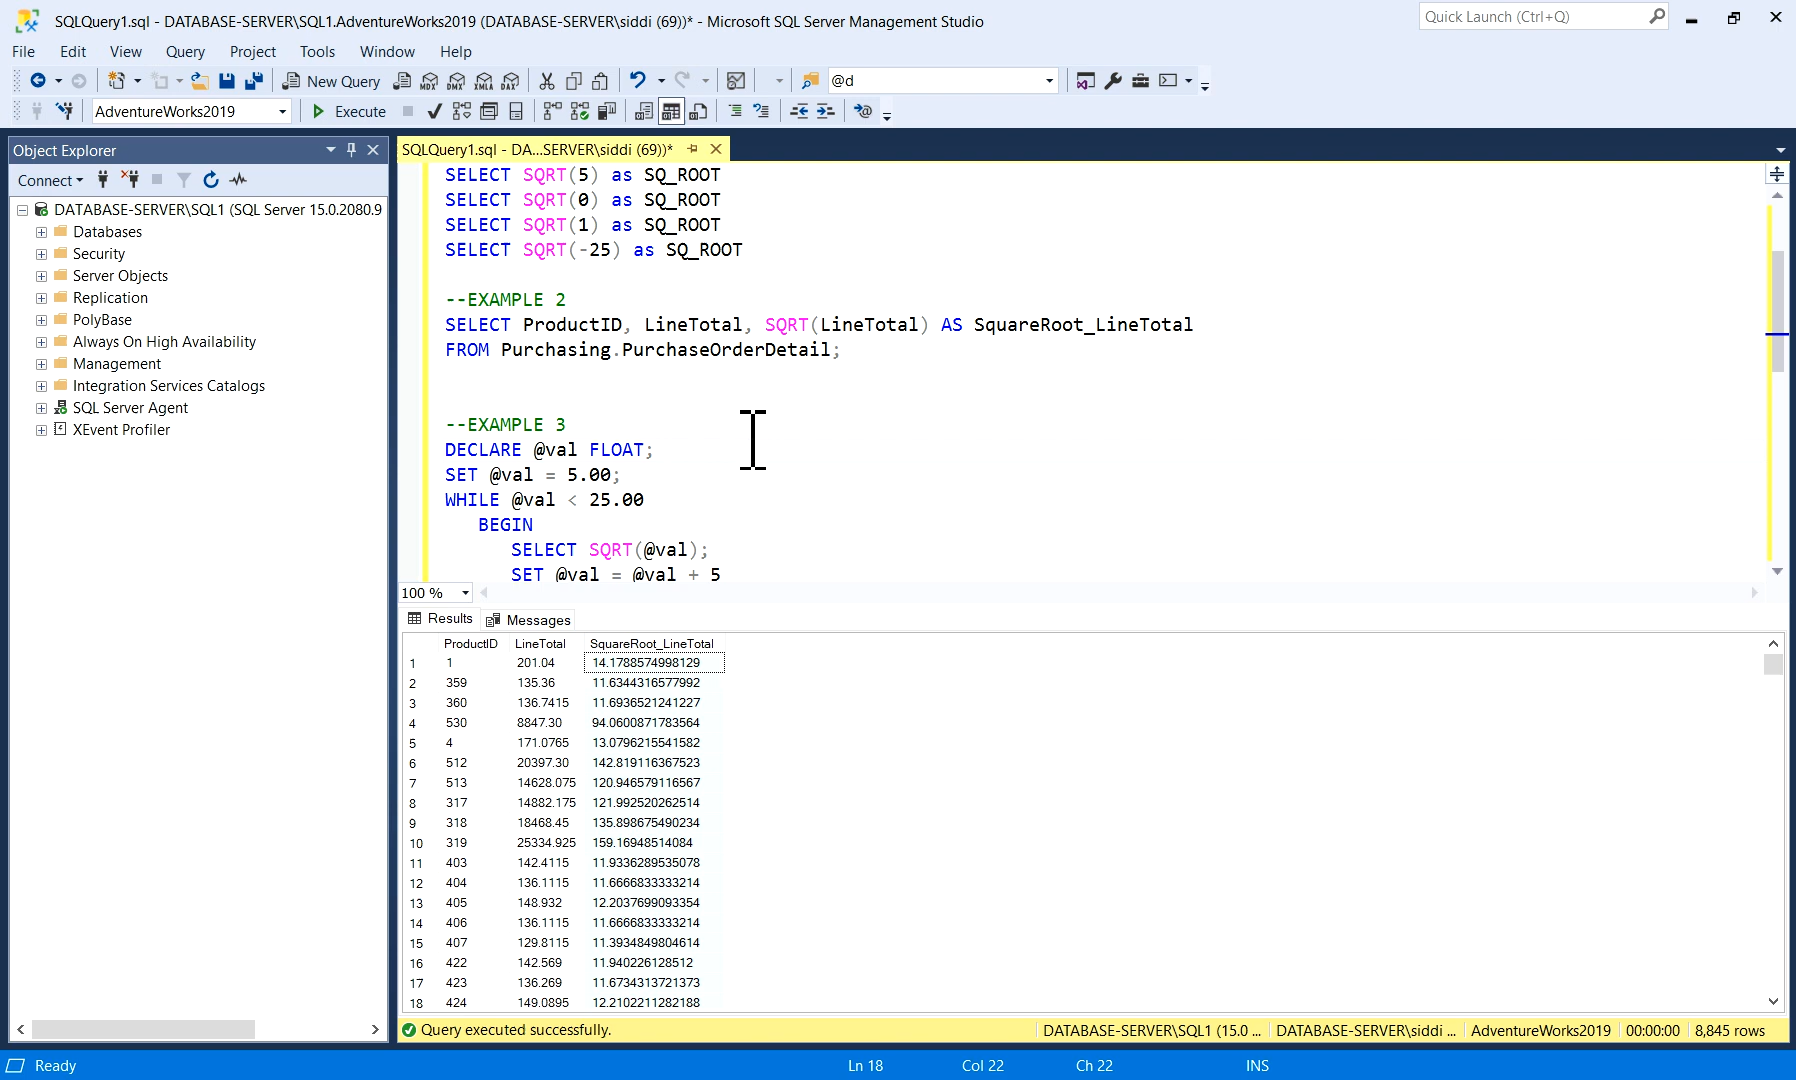 SQLQuery1.sql - DATABASE-SERVER\SQL1.AdventureWorks2019 (DATABASE-SERVER\siddi (69))* - Microsoft SQL Server Management Studio
Quick Launch (Ctrl+Q)
File Edit View Query Project Tools Window Help
New Query MDX DMX XMLA DAX @d
AdventureWorks2019 Execute
Object Explorer
Connect
DATABASE-SERVER\SQL1 (SQL Server 15.0.2080.9
Databases
Security
Server Objects
Replication
PolyBase
Always On High Availability
Management
Integration Services Catalogs
SQL Server Agent
XEvent Profiler
SQLQuery1.sql - DA...SERVER\siddi (69))*
SELECT SQRT(5) as SQ_ROOT
SELECT SQRT(0) as SQ_ROOT
SELECT SQRT(1) as SQ_ROOT
SELECT SQRT(-25) as SQ_ROOT
--EXAMPLE 2
SELECT ProductID, LineTotal, SQRT(LineTotal) AS SquareRoot_LineTotal
FROM Purchasing.PurchaseOrderDetail;
--EXAMPLE 3
DECLARE @val FLOAT;
SET @val = 5.00;
WHILE @val < 25.00
BEGIN
SELECT SQRT(@val);
SET @val = @val + 5
100 %
Results Messages
ProductID LineTotal SquareRoot_LineTotal
1 1 201.04 14.1788574998129
2 359 135.36 11.6344316577992
3 360 136.7415 11.6936521241227
4 530 8847.30 94.0600871783564
5 4 171.0765 13.0796215541582
6 512 20397.30 142.819116367523
7 513 14628.075 120.946579116567
8 317 14882.175 121.992520262514
9 318 18468.45 135.898675490234
10 319 25334.925 159.16948514084
11 403 142.4115 11.9336289535078
12 404 136.1115 11.6666833333214
13 405 148.932 12.2037699093354
14 406 136.1115 11.6666833333214
15 407 129.8115 11.3934849804614
16 422 142.569 11.940226128512
17 423 136.269 11.6734313721373
18 424 149.0895 12.2102211282188
Query executed successfully. DATABASE-SERVER\SQL1 (15.0 ... DATABASE-SERVER\siddi ... AdventureWorks2019 00:00:00 8,845 rows
Ready Ln 18 Col 22 Ch 22 INS